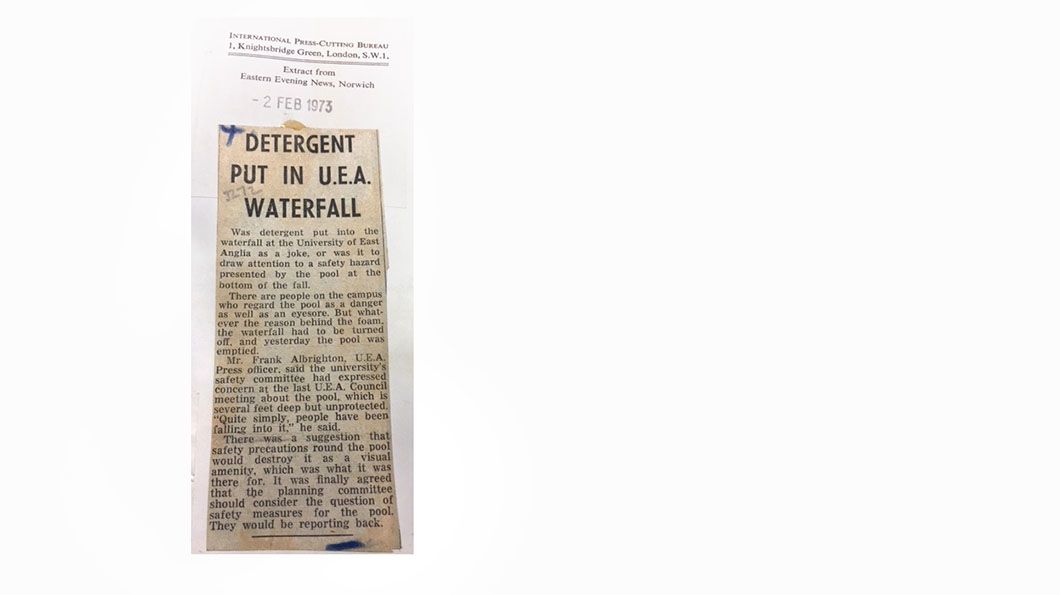 INTERNATIONAL PRESS-CUTTING BUREAU
1, Knightsbridge Green, London, S.W.1.
Extract from
Eastern Evening News, Norwich
- 2 FEB 1973
4
DETERGENT
PUT IN U.E.A.
3272
WATERFALL
Was detergent put into the
waterfall at the University of East
Anglia as a joke, or was it to
draw attention to a safety hazard
presented by the pool at the
bottom of the fall.
There are people on the campus
who regard the pool as a danger
as well as an eyesore. But what-
ever the reason behind the foam,
the waterfall had to be turned
off, and yesterday the pool was
emptied.
Mr. Frank Albrighton, U.E.A.
Press officer, said the university's
safety committee had expressed
concern at the last U.E.A. Council
meeting about the pool, which is
several feet deep but unprotected.
"Quite simply, people have been
falling into it," he said.
There was a suggestion that
safety precautions round the pool
would destroy it as a visual
amenity, which was what it was
there for. It was finally agreed
that the planning committee
should consider the question of
safety measures for the pool.
They would be reporting back.